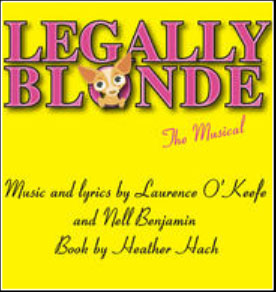 LEGALLY
BLONDE
The Musical
Music and lyrics by Laurence O'Keefe
and Nell Benjamin
Book by Heather Hach